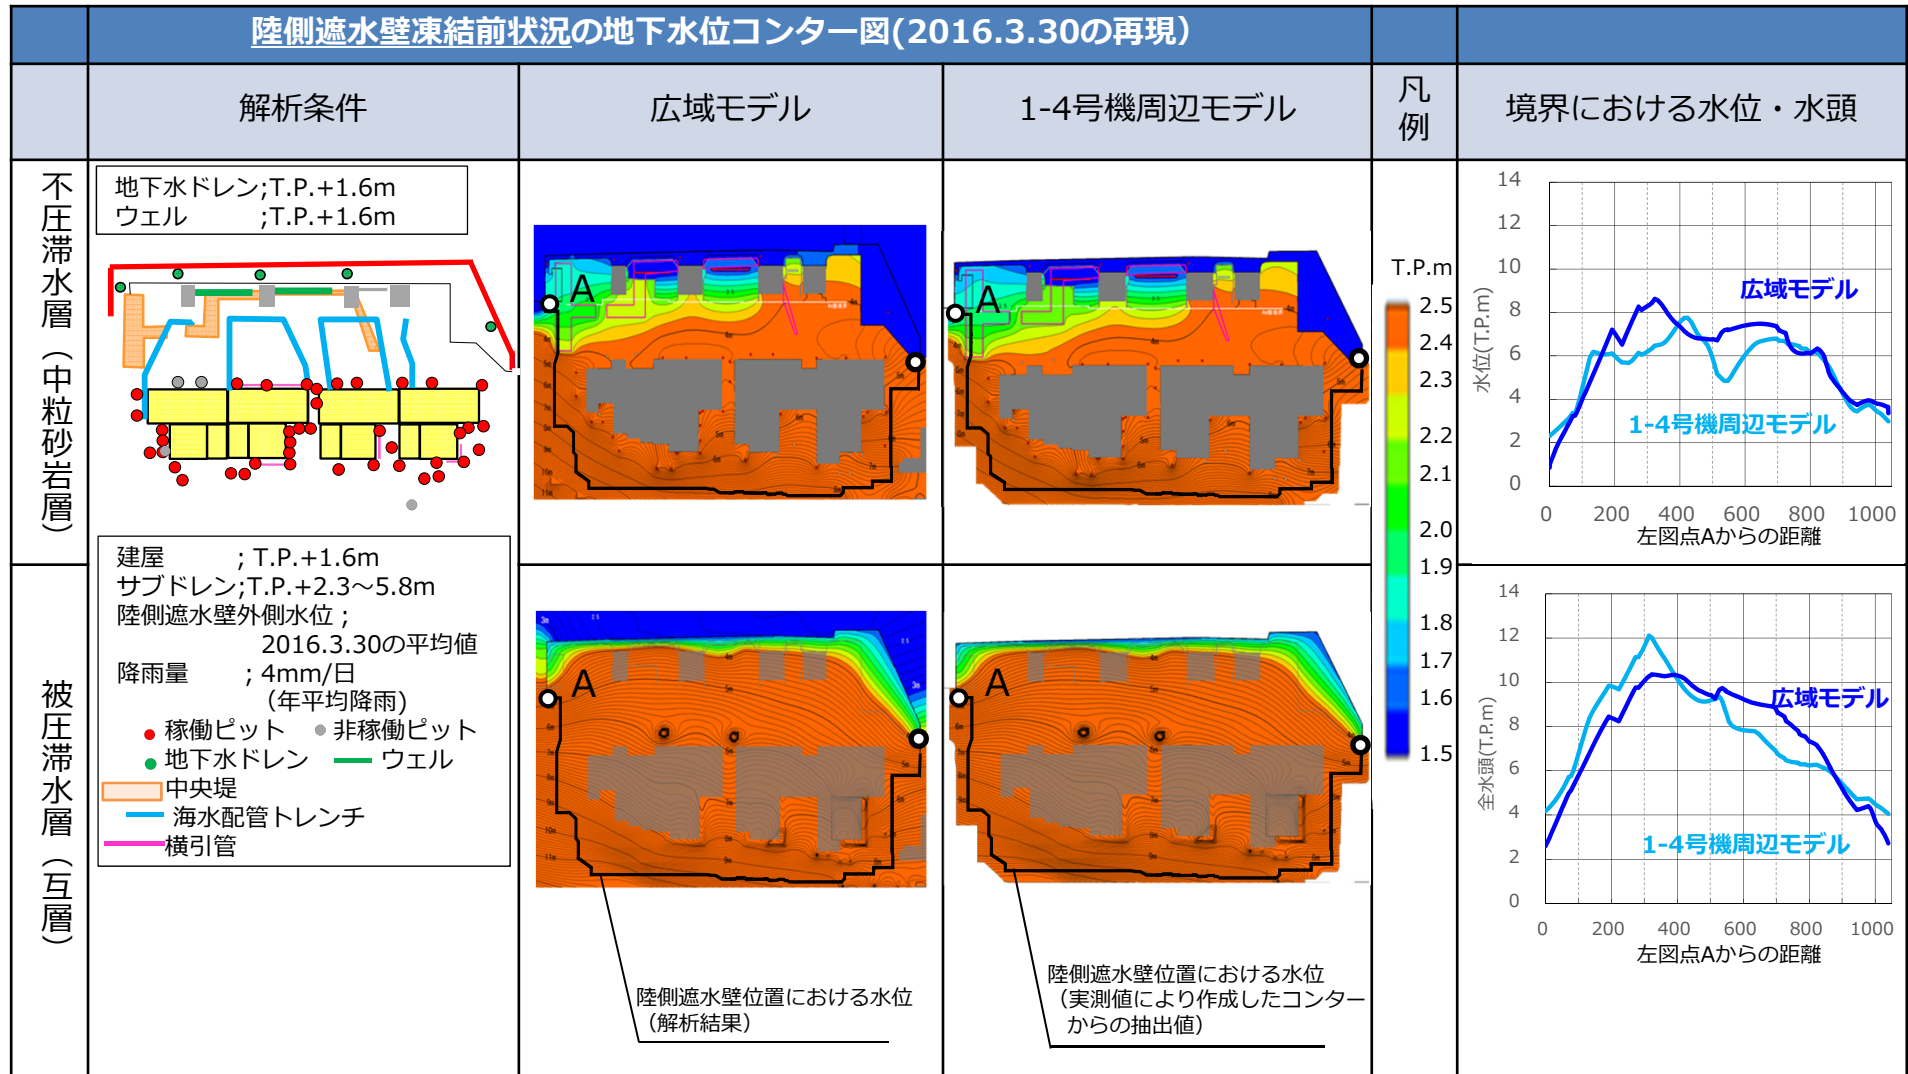 陸側遮水壁凍結前状況の地下水位コンター図(2016.3.30の再現）
解析条件
広域モデル
1-4号機周辺モデル
凡例
境界における水位・水頭
不圧滞水層（中粒砂岩層）
地下水ドレン;T.P.+1.6m
ウェル ;T.P.+1.6m
A
A
T.P.m
2.5
2.4
2.3
2.2
2.1
2.0
1.9
1.8
1.7
1.6
1.5
14
12
10
8
6
4
2
0
水位(T.P.m)
広域モデル
1-4号機周辺モデル
0 200 400 600 800 1000
左図点Aからの距離
被圧滞水層（互層）
建屋 ; T.P.+1.6m
サブドレン;T.P.+2.3～5.8m
陸側遮水壁外側水位 ;
2016.3.30の平均値
降雨量 ; 4mm/日
（年平均降雨)
稼働ピット 非稼働ピット
地下水ドレン ウェル
中央堤
海水配管トレンチ
横引管
A
A
陸側遮水壁位置における水位
（解析結果）
陸側遮水壁位置における水位
（実測値により作成したコンター
からの抽出値）
14
12
10
8
6
4
2
0
全水頭(T.P.m)
広域モデル
1-4号機周辺モデル
0 200 400 600 800 1000
左図点Aからの距離